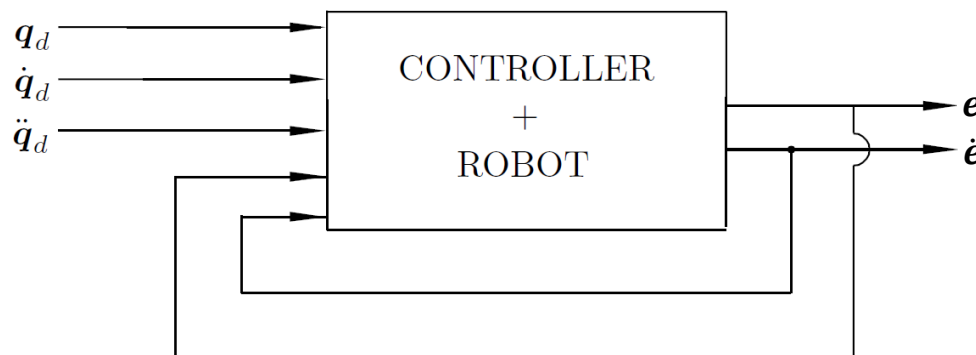 q_d
q̇_d
q̈_d
CONTROLLER
+
ROBOT
e
ė